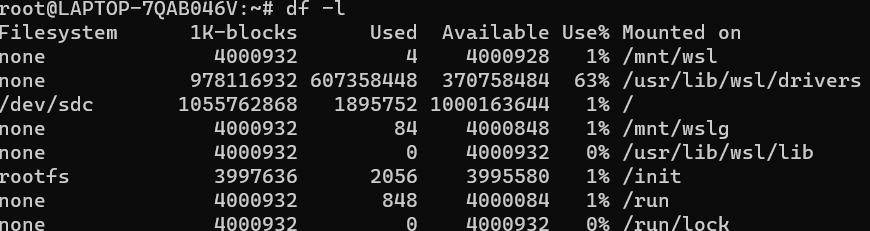 root@LAPTOP-7QAB046V:~# df -l
Filesystem      1K-blocks      Used  Available Use% Mounted on
none              4000932         4    4000928   1% /mnt/wsl
none            978116932 607358448  370758484  63% /usr/lib/wsl/drivers
/dev/sdc       1055762868   1895752 1000163644   1% /
none              4000932        84    4000848   1% /mnt/wslg
none              4000932         0    4000932   0% /usr/lib/wsl/lib
rootfs            3997636      2056    3995580   1% /init
none              4000932       848    4000084   1% /run
none              4000932         0    4000932   0% /run/lock